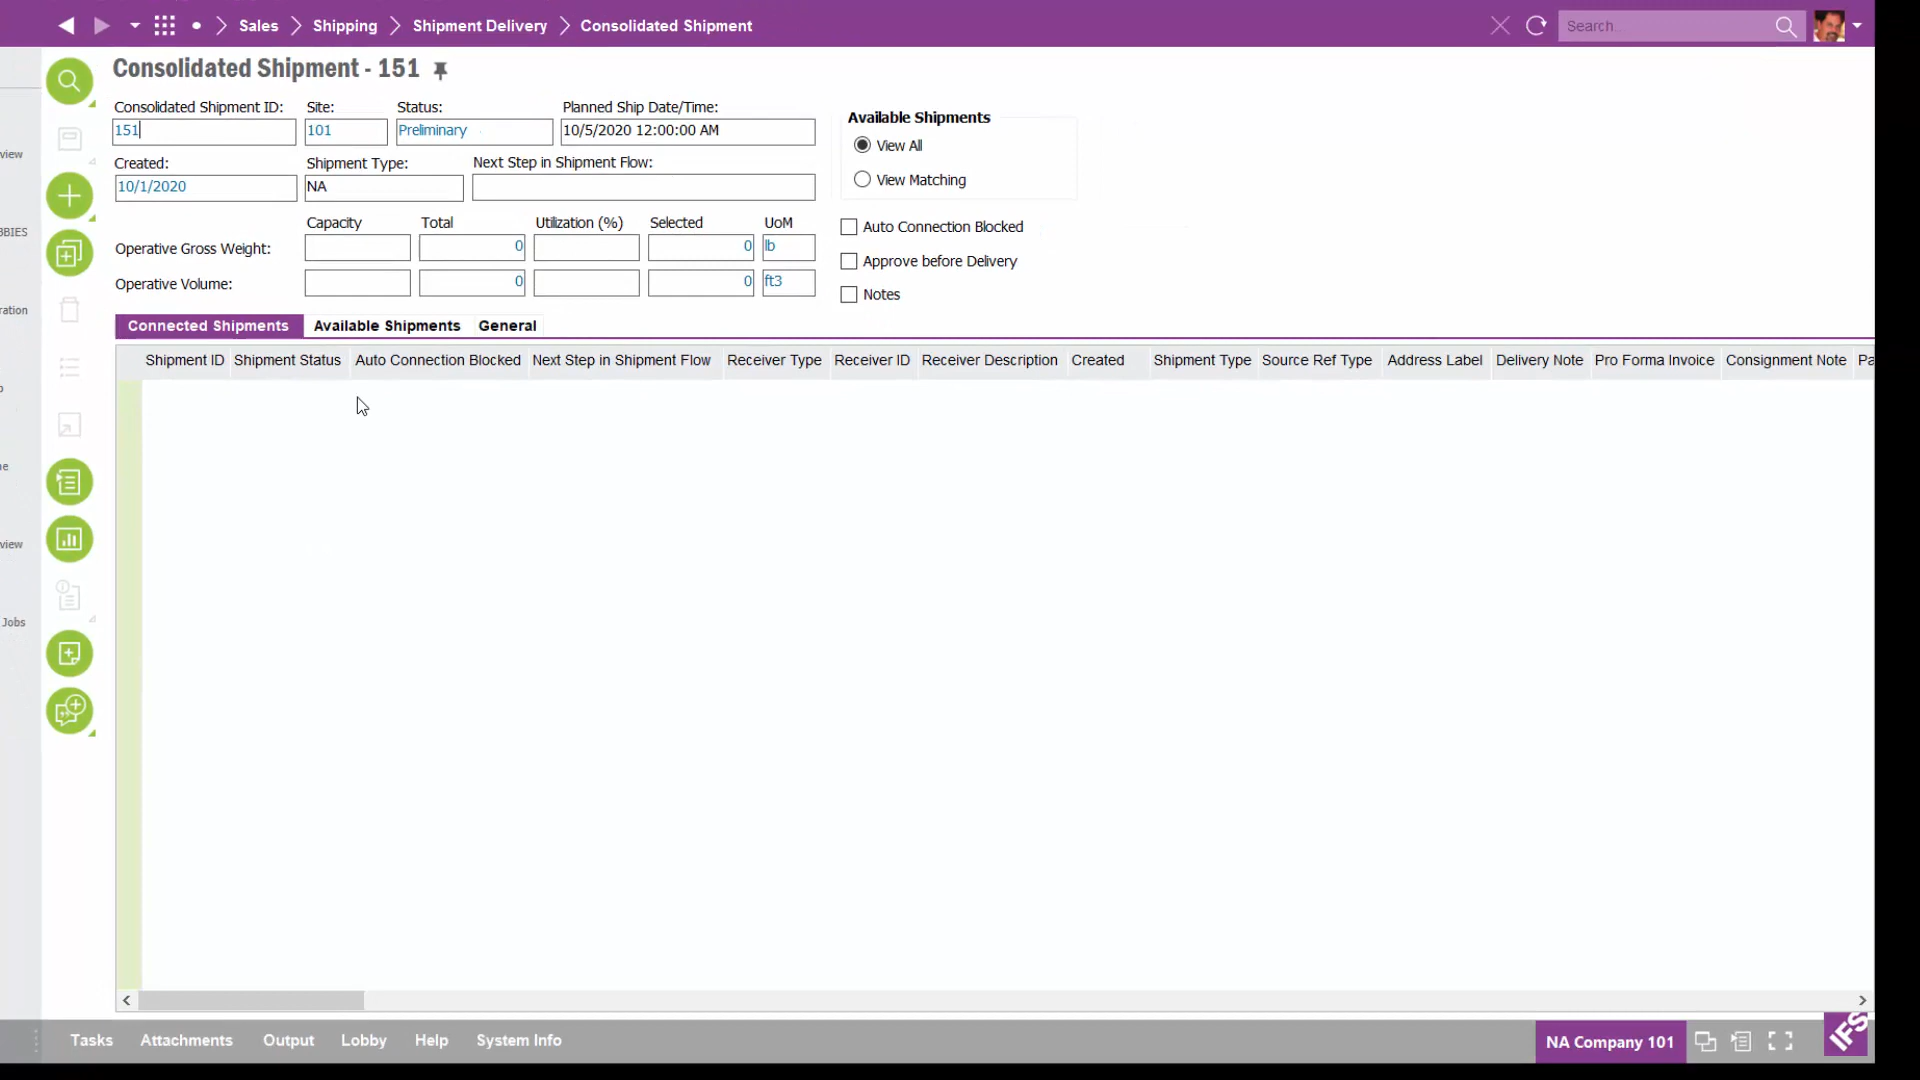 Sales Shipping Shipment Delivery Consolidated Shipment Search
Consolidated Shipment - 151
Consolidated Shipment ID: Site: Status: Planned Ship Date/Time:
151 101 Preliminary 10/5/2020 12:00:00 AM
Available Shipments
View All
View Matching
Created: Shipment Type: Next Step in Shipment Flow:
10/1/2020 NA
Capacity Total Utilization (%) Selected UoM
Operative Gross Weight: 0 0 lb
Operative Volume: 0 0 ft3
Auto Connection Blocked
Approve before Delivery
Notes
Connected Shipments Available Shipments General
Shipment ID Shipment Status Auto Connection Blocked Next Step in Shipment Flow Receiver Type Receiver ID Receiver Description Created Shipment Type Source Ref Type Address Label Delivery Note Pro Forma Invoice Consignment Note Pa
view
BBIES
ration
view
Jobs
Tasks Attachments Output Lobby Help System Info
NA Company 101
IFS